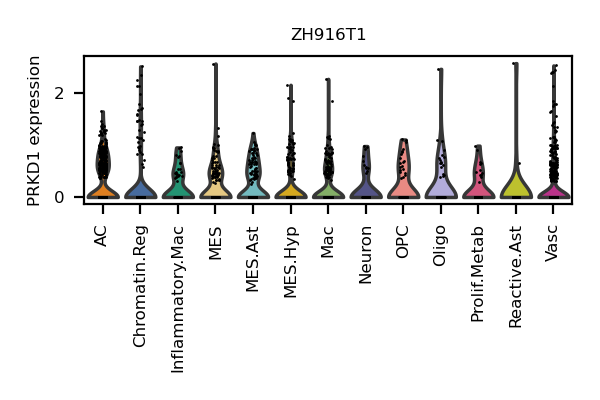 ZH916T1
PRKD1 expression
2
0
AC
Chromatin.Reg
Inflammatory.Mac
MES
MES.Ast
MES.Hyp
Mac
Neuron
OPC
Oligo
Prolif.Metab
Reactive.Ast
Vasc